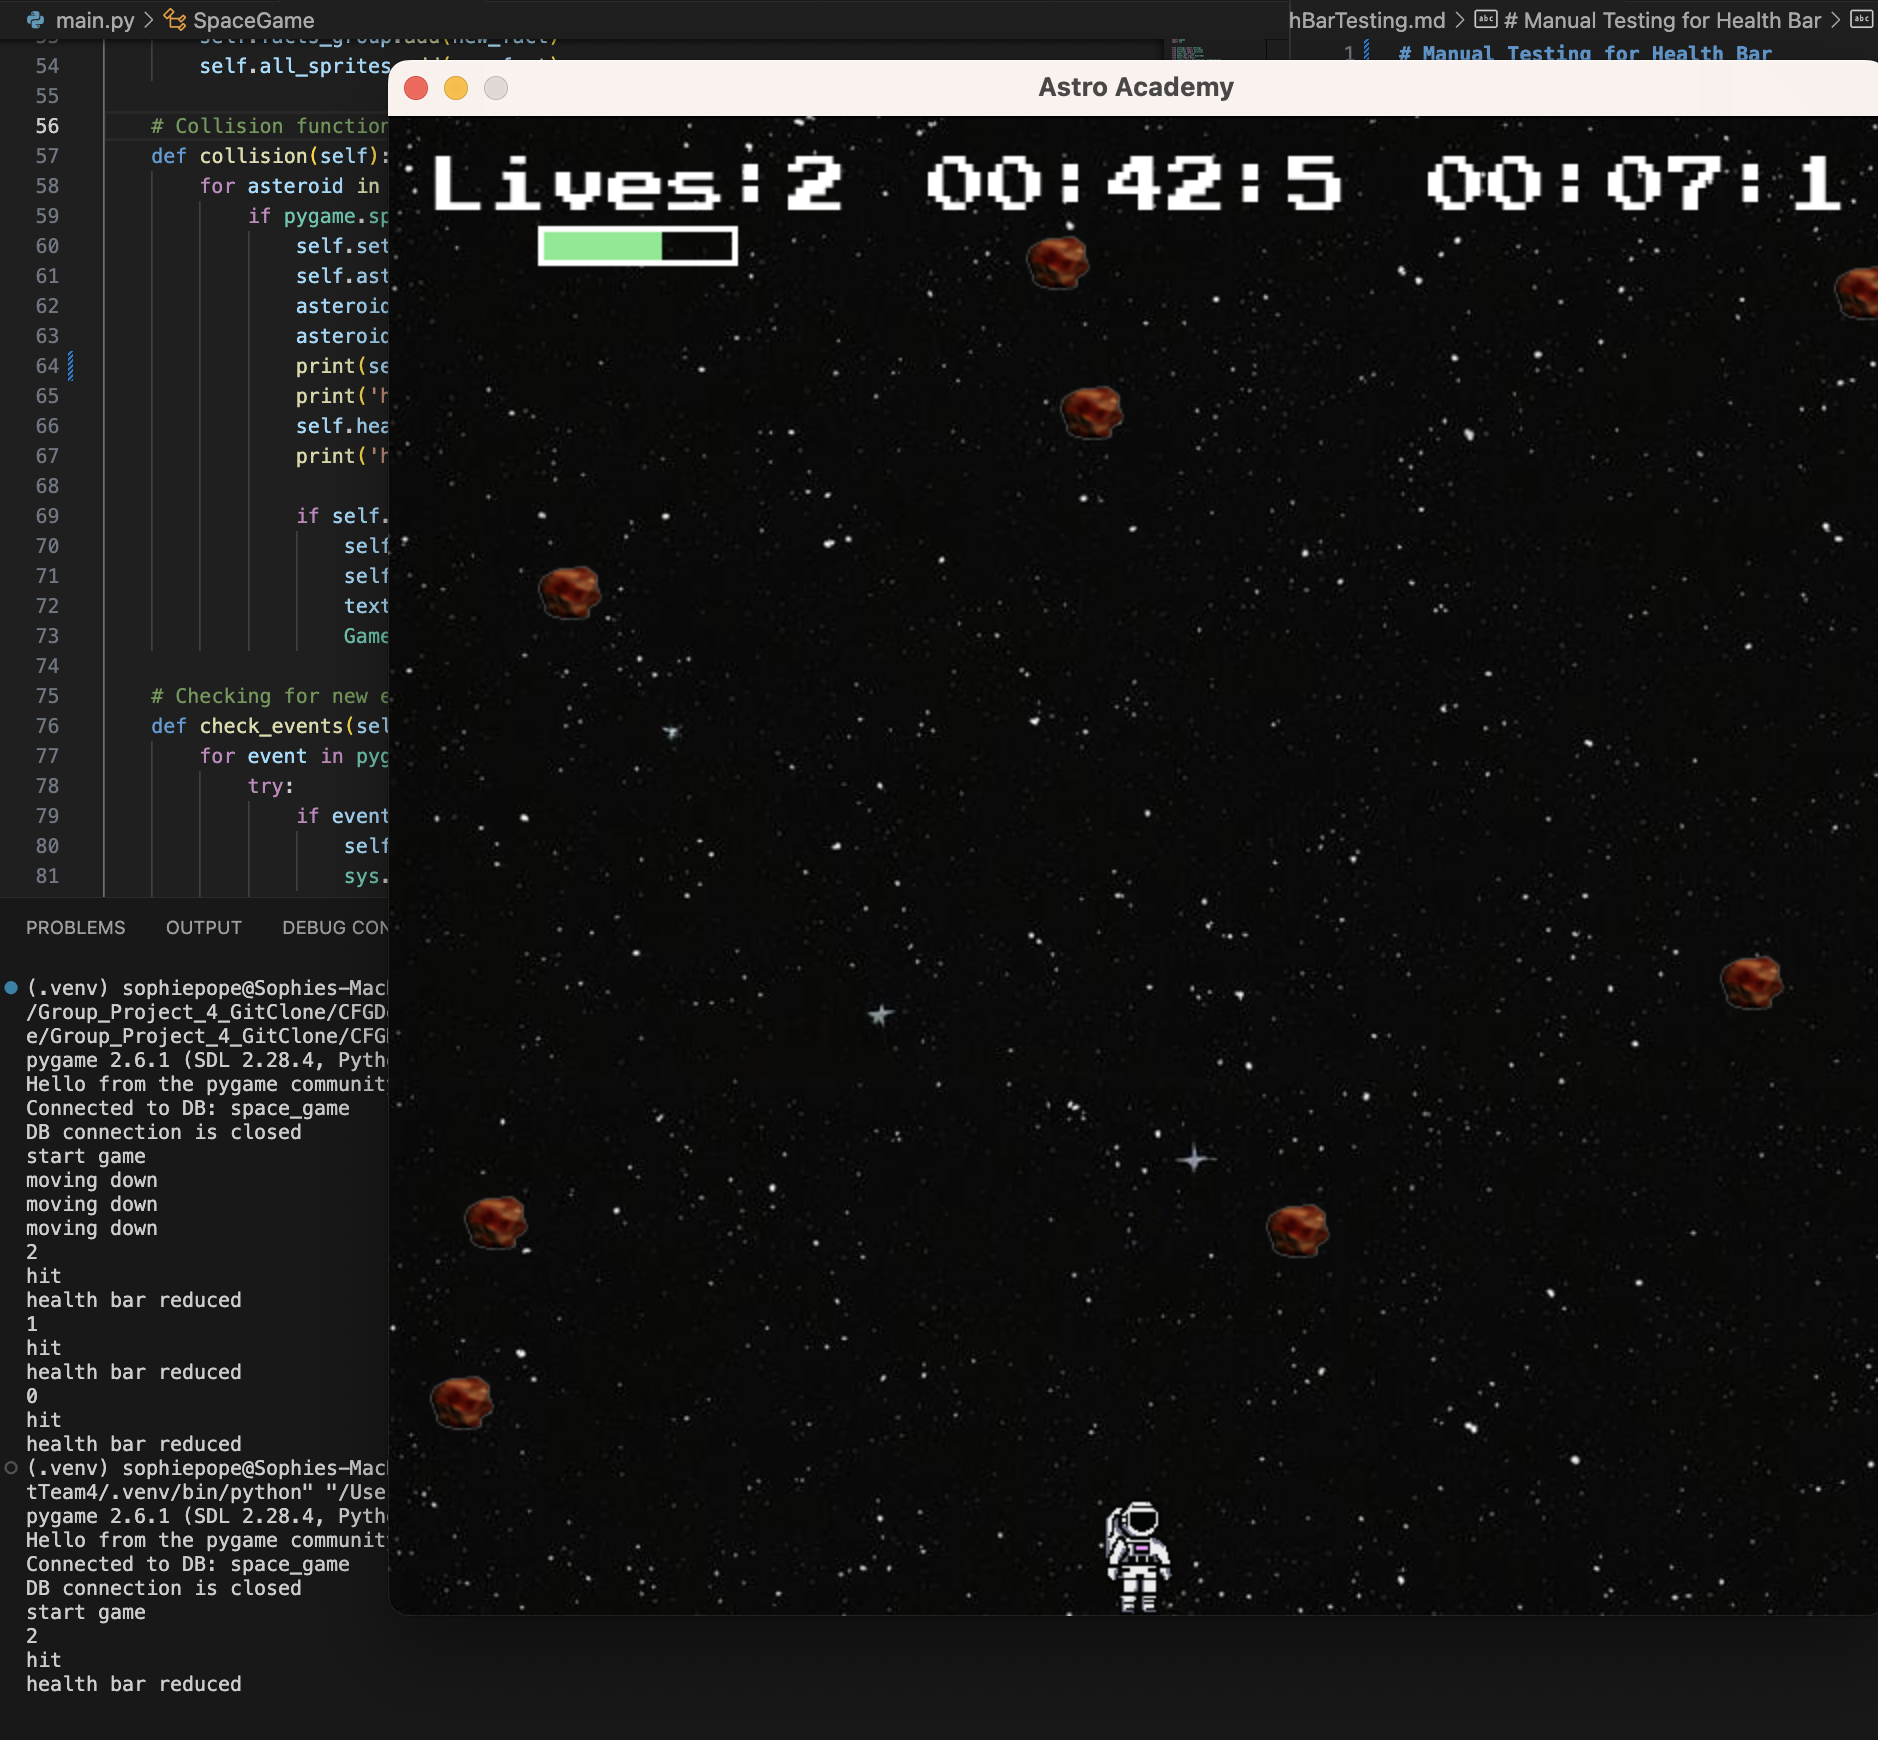 main.py > SpaceGame
hBarTesting.md > # Manual Testing for Health Bar >
54 self.all_sprites
55
56 # Collision function
57 def collision(self):
58 for asteroid in
59 if pygame.sp
60 self.set
61 self.ast
62 asteroid
63 asteroid
64 print(se
65 print('h
66 self.hea
67 print('h
68
69 if self.
70 self
71 self
72 text
73 Game
74
75 # Checking for new e
76 def check_events(sel
77 for event in pyg
78 try:
79 if event
80 self
81 sys.
1 # Manual Testing for Health Bar
Astro Academy
Lives:2 00:42:5 00:07:1
PROBLEMS OUTPUT DEBUG CON
(.venv) sophiepope@Sophies-Mac
/Group_Project_4_GitClone/CFGD
e/Group_Project_4_GitClone/CFG
pygame 2.6.1 (SDL 2.28.4, Pyth
Hello from the pygame communit
Connected to DB: space_game
DB connection is closed
start game
moving down
moving down
moving down
2
hit
health bar reduced
1
hit
health bar reduced
0
hit
health bar reduced
(.venv) sophiepope@Sophies-Mac
tTeam4/.venv/bin/python" "/Use
pygame 2.6.1 (SDL 2.28.4, Pyth
Hello from the pygame communit
Connected to DB: space_game
DB connection is closed
start game
2
hit
health bar reduced